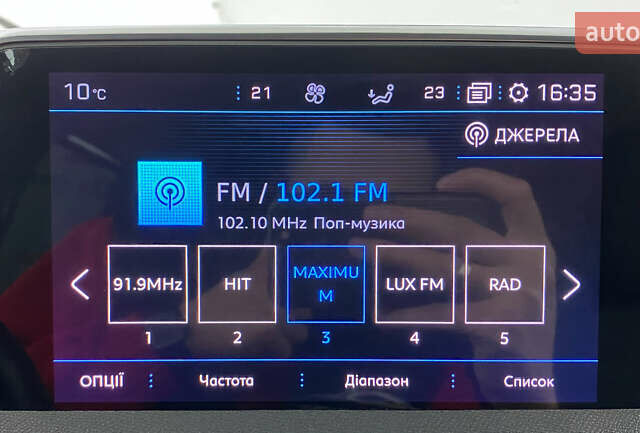 auto
10°C 21 23 16:35
ДЖЕРЕЛА
FM / 102.1 FM
102.10 MHz Поп-музика
91.9MHz HIT MAXIMU LUX FM RAD
M
1 2 3 4 5
ОПЦІЇ Частота Діапазон Список